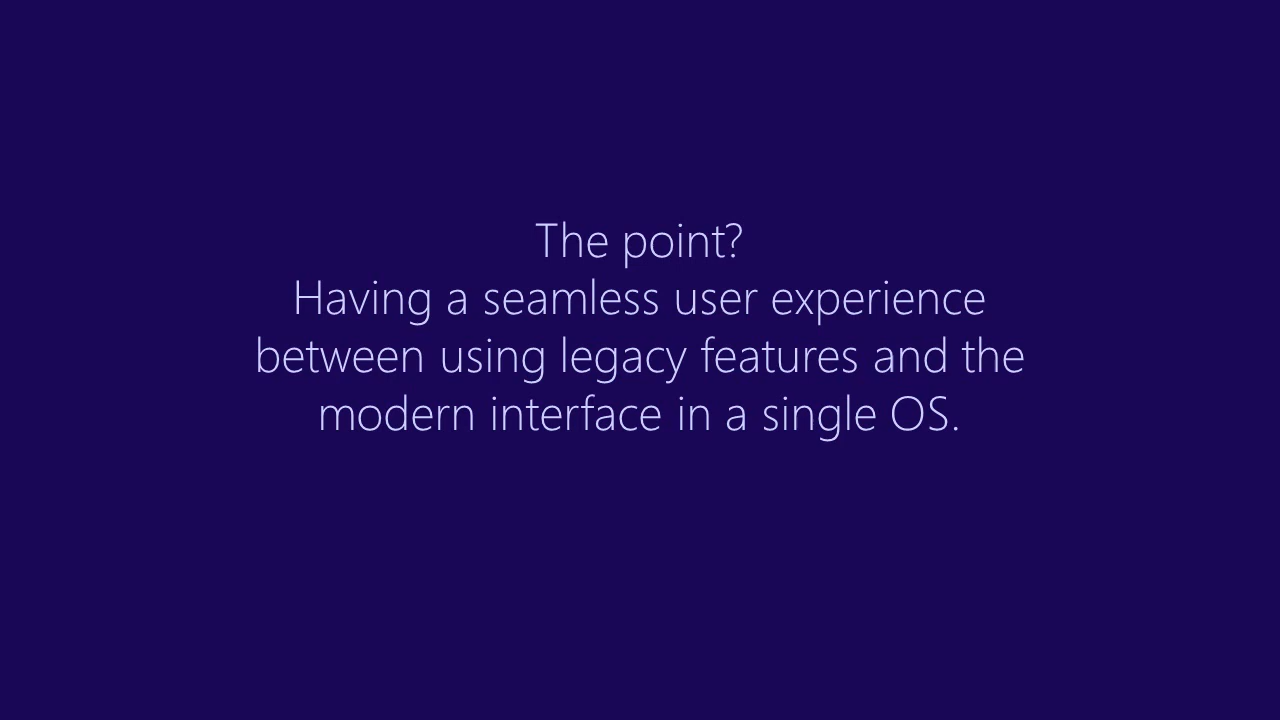 The point?
Having a seamless user experience
between using legacy features and the
modern interface in a single OS.